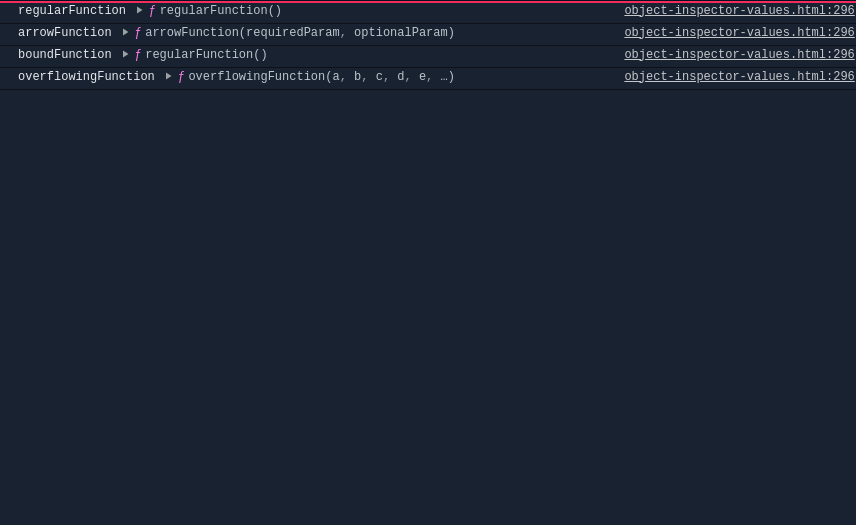 regularFunction ƒ regularFunction() object-inspector-values.html:296
arrowFunction ƒ arrowFunction(requiredParam, optionalParam) object-inspector-values.html:296
boundFunction ƒ regularFunction() object-inspector-values.html:296
overflowingFunction ƒ overflowingFunction(a, b, c, d, e, …) object-inspector-values.html:296